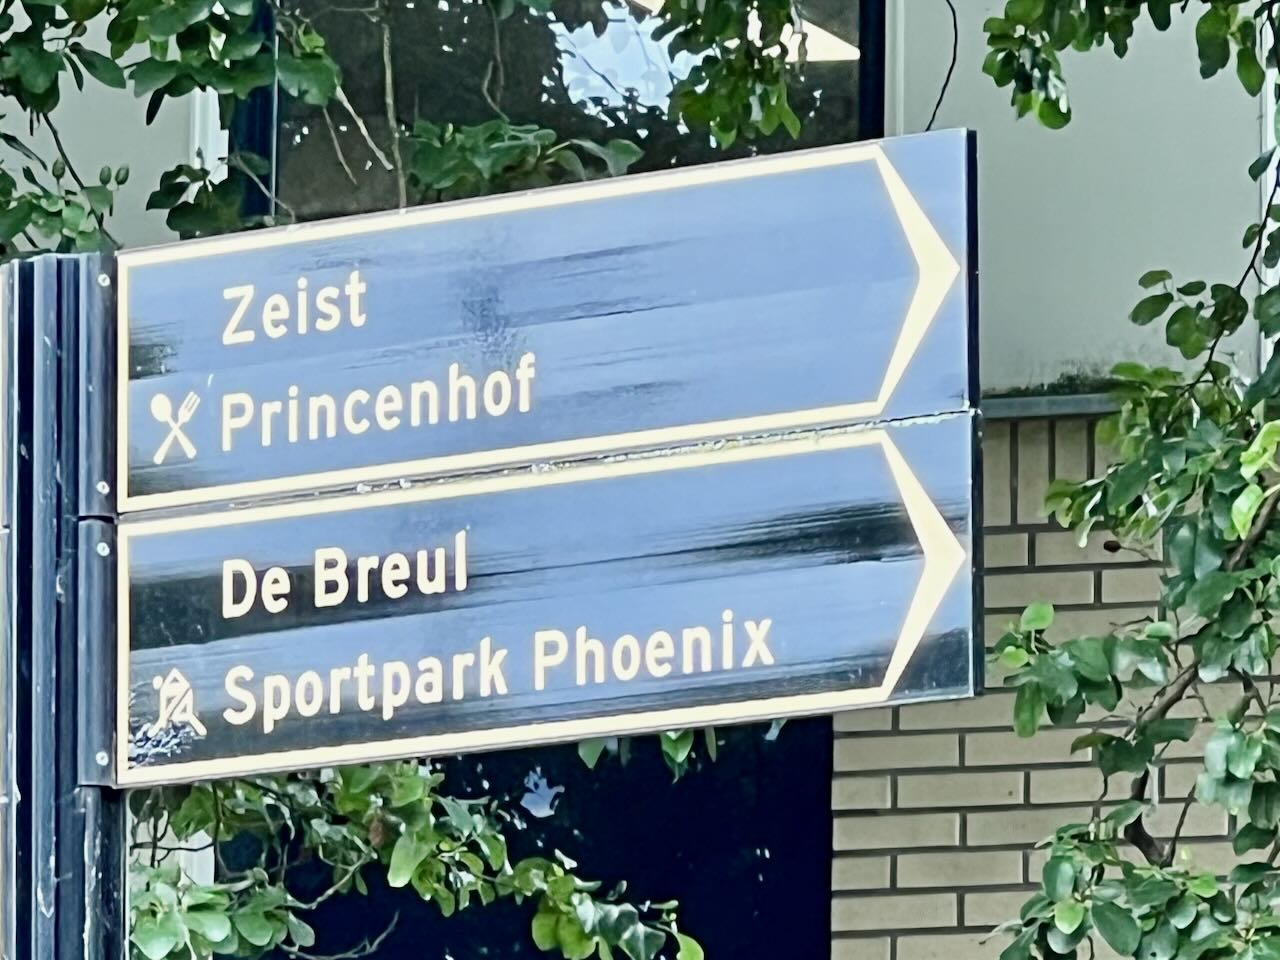 Zeist
Princenhof
De Breul
Sportpark Phoenix